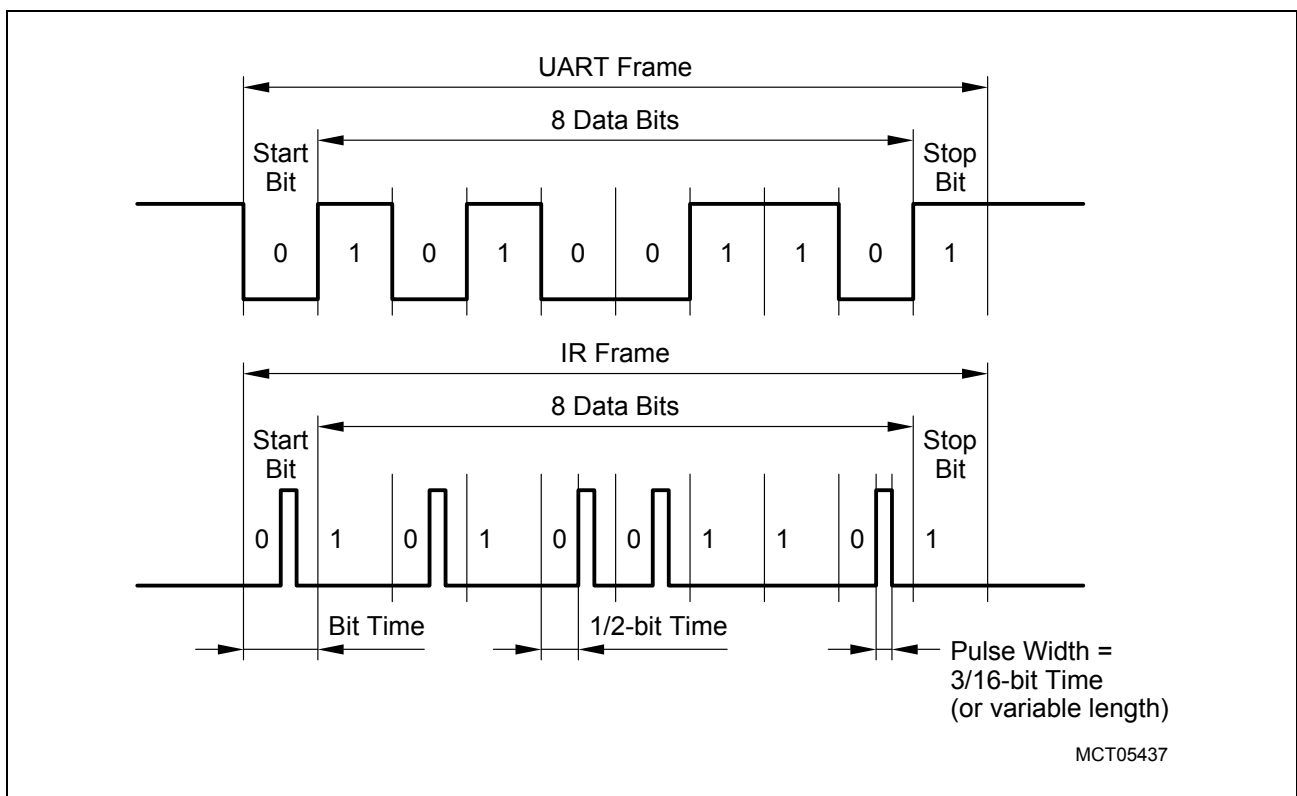 UART Frame
8 Data Bits
Start
Bit
Stop
Bit
0 1 0 1 0 0 1 1 0 1
IR Frame
8 Data Bits
Start
Bit
Stop
Bit
0 1 0 1 0 0 1 1 0 1
Bit Time
1/2-bit Time
Pulse Width =
3/16-bit Time
(or variable length)
MCT05437